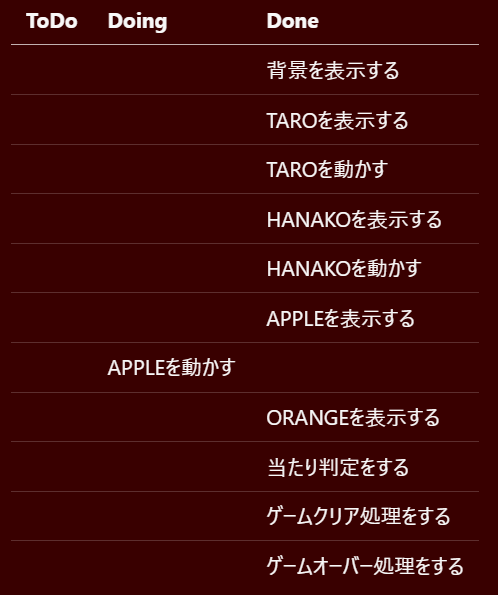 ToDo Doing Done
背景を表示する
TAROを表示する
TAROを動かす
HANAKOを表示する
HANAKOを動かす
APPLEを表示する
APPLEを動かす
ORANGEを表示する
当たり判定をする
ゲームクリア処理をする
ゲームオーバー処理をする